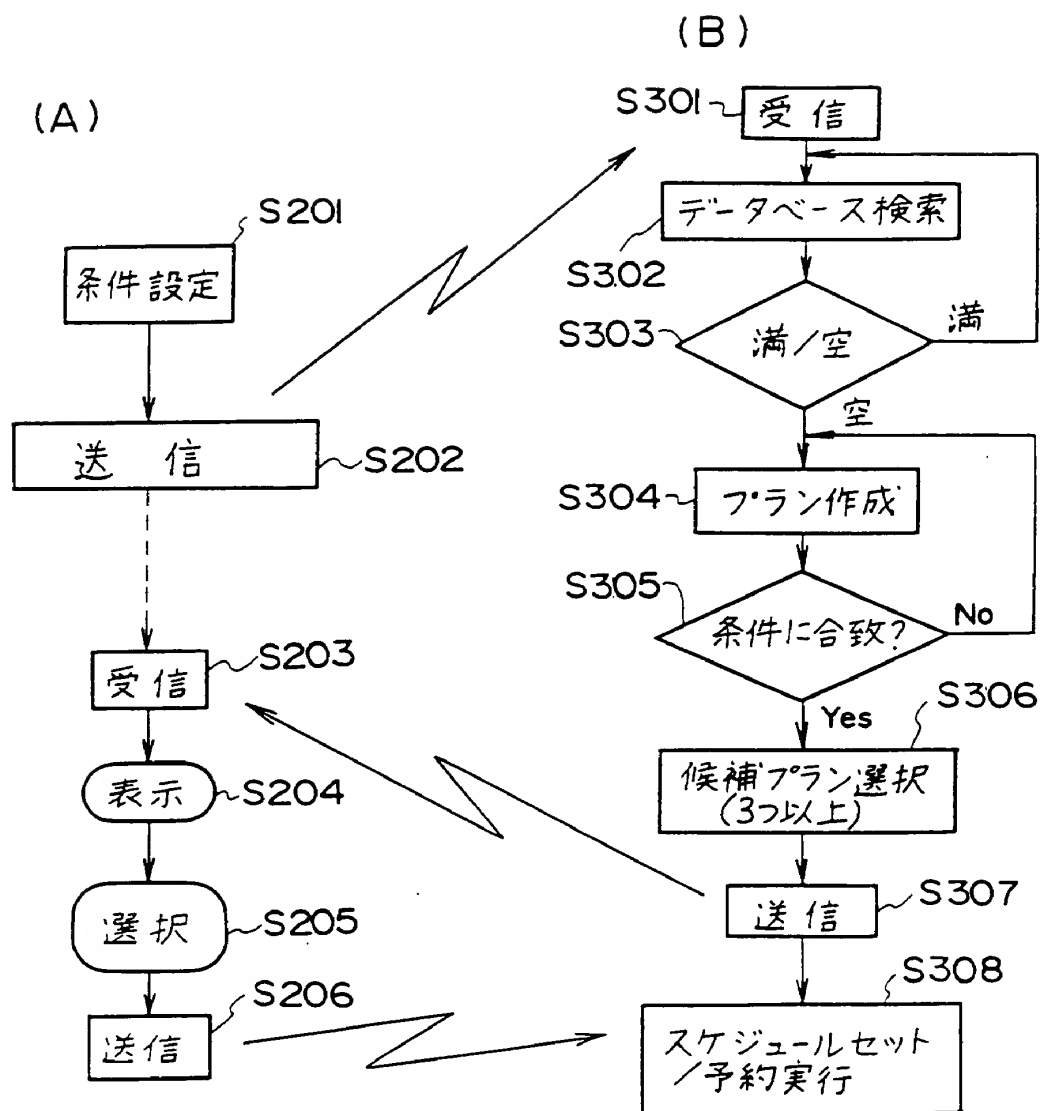 (A)
S201
条件設定
送信
S202
S203
受信
表示
S204
選択
S205
S206
送信
(B)
S301
受信
データベース検索
S302
S303
満/空
満
空
S304
プラン作成
S305
条件に合致?
No
Yes
S306
候補プラン選択
(3つ以上)
送信
S307
S308
スケジュールセット
/予約実行